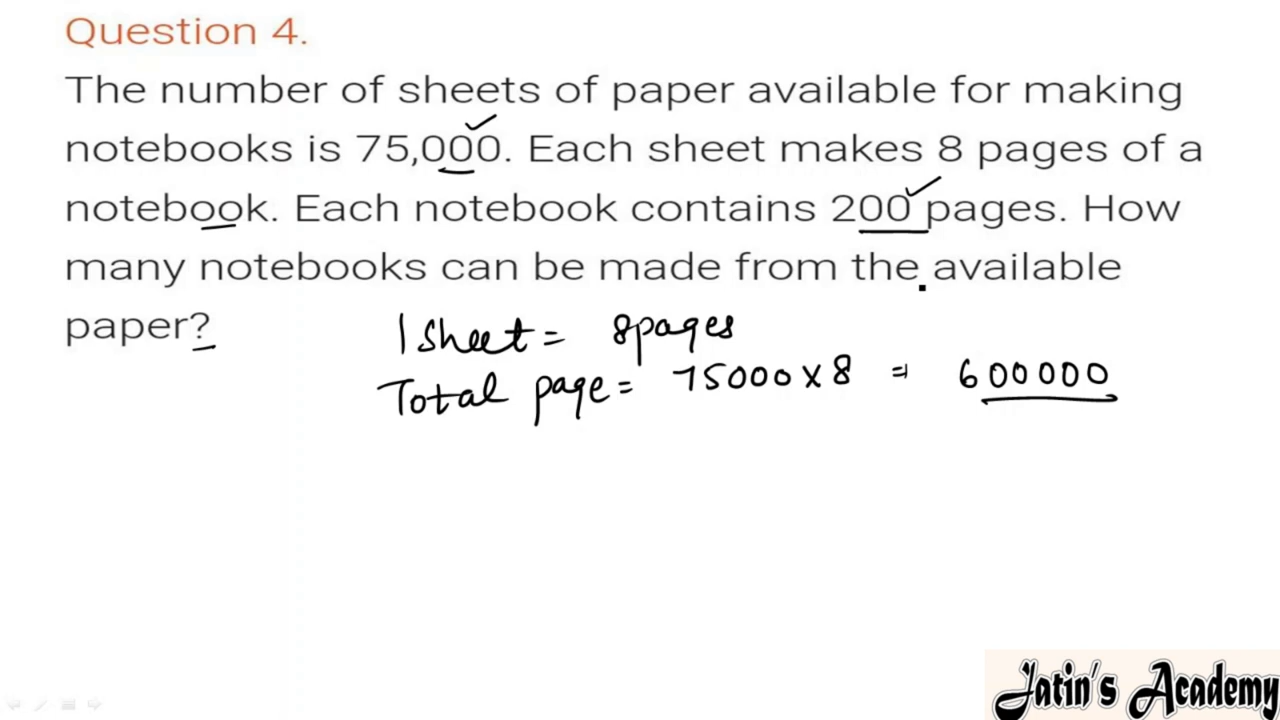 Question 4.
The number of sheets of paper available for making
notebooks is 75,000. Each sheet makes 8 pages of a
notebook. Each notebook contains 200 pages. How
many notebooks can be made from the available
paper?
1 Sheet = 8 pages
Total page = 75000 x 8 = 600000
Jatin's Academy